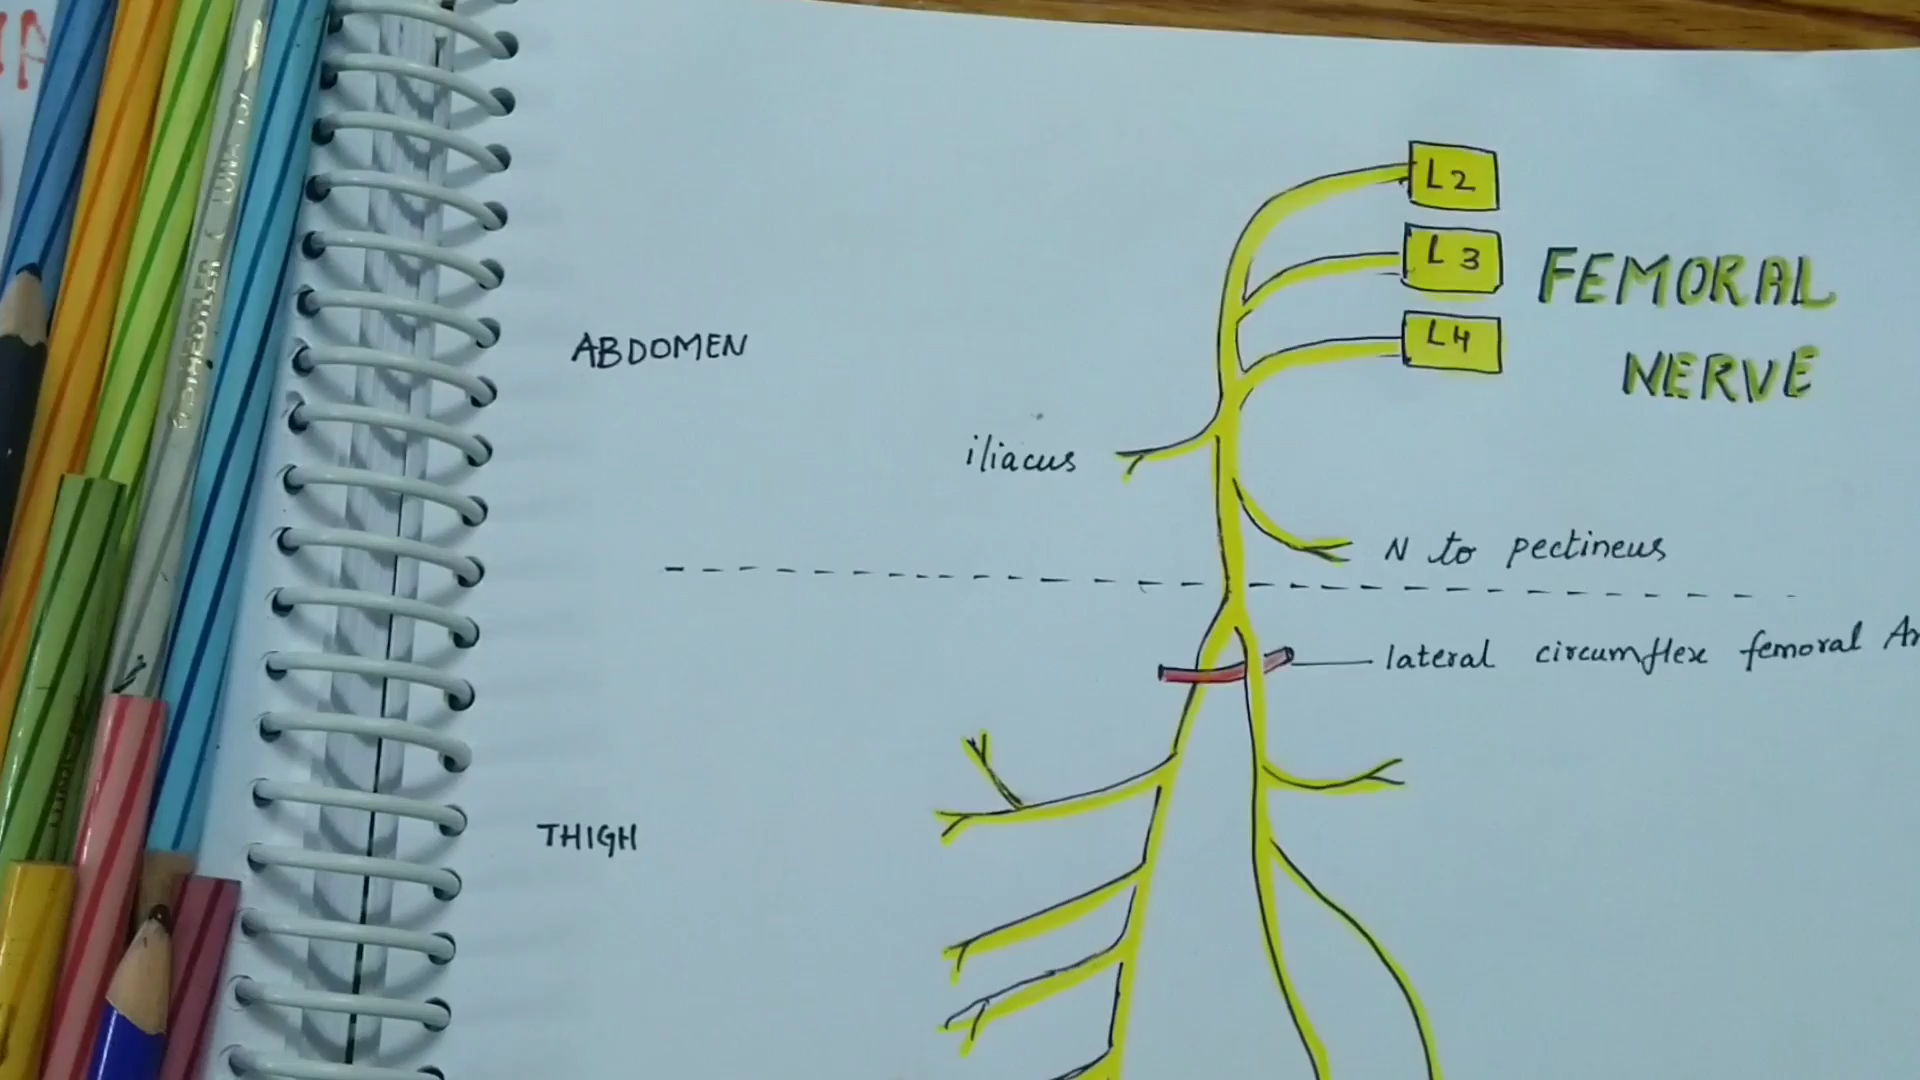 L2
L3
FEMORAL
L4
NERVE
ABDOMEN
iliacus
N to pectineus
lateral circumflex femoral
THIGH